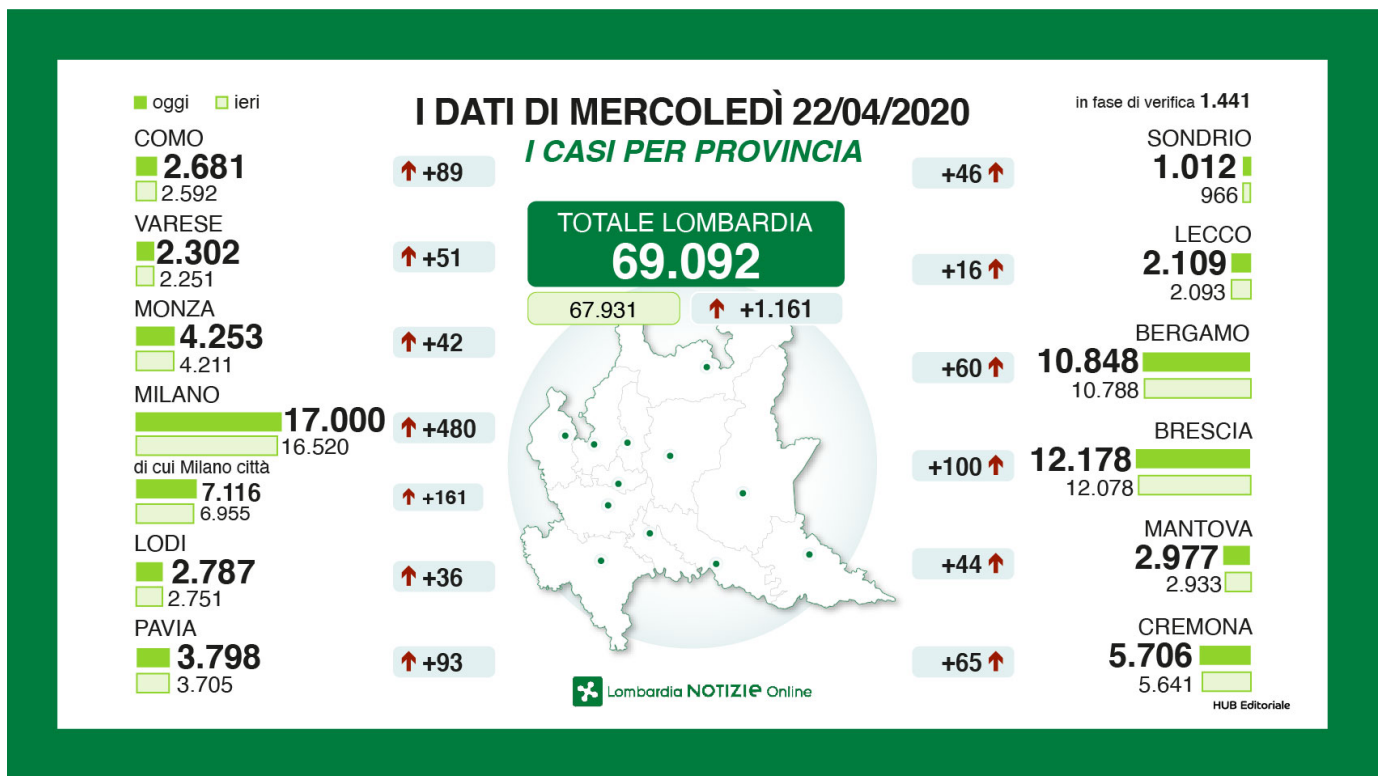 oggi ieri
I DATI DI MERCOLEDÌ 22/04/2020
I CASI PER PROVINCIA
in fase di verifica 1.441
COMO
2.681
2.592
+89
VARESE
2.302
2.251
+51
MONZA
4.253
4.211
+42
MILANO
17.000
16.520
+480
di cui Milano città
7.116
6.955
+161
LODI
2.787
2.751
+36
PAVIA
3.798
3.705
+93
TOTALE LOMBARDIA
69.092
67.931
+1.161
Lombardia NOTIZIE Online
SONDRIO
+46
1.012
966
LECCO
+16
2.109
2.093
BERGAMO
+60
10.848
10.788
BRESCIA
+100
12.178
12.078
MANTOVA
+44
2.977
2.933
CREMONA
+65
5.706
5.641
HUB Editoriale